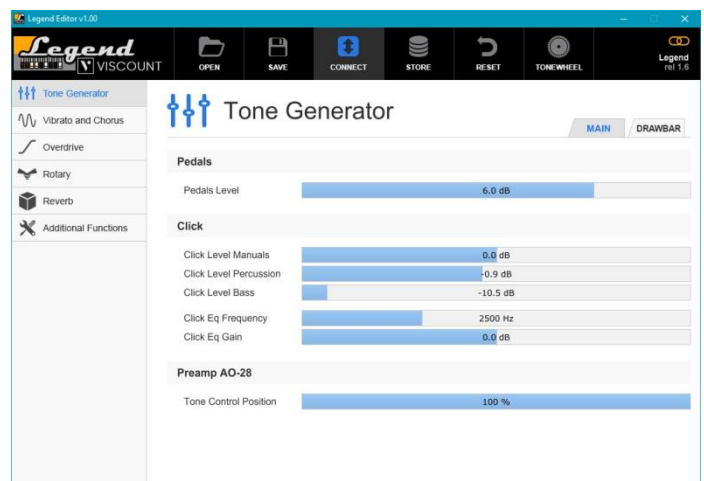 Legend Editor v1.00
Legend
VISCOUNT
OPEN
SAVE
CONNECT
STORE
RESET
TONEWHEEL
Legend
rel 1.6
Tone Generator
Vibrato and Chorus
Overdrive
Rotary
Reverb
Additional Functions
Tone Generator
MAIN
DRAWBAR
Pedals
Pedals Level 6.0 dB
Click
Click Level Manuals 0.0 dB
Click Level Percussion -0.9 dB
Click Level Bass -10.5 dB
Click Eq Frequency 2500 Hz
Click Eq Gain 0.0 dB
Preamp AO-28
Tone Control Position 100 %